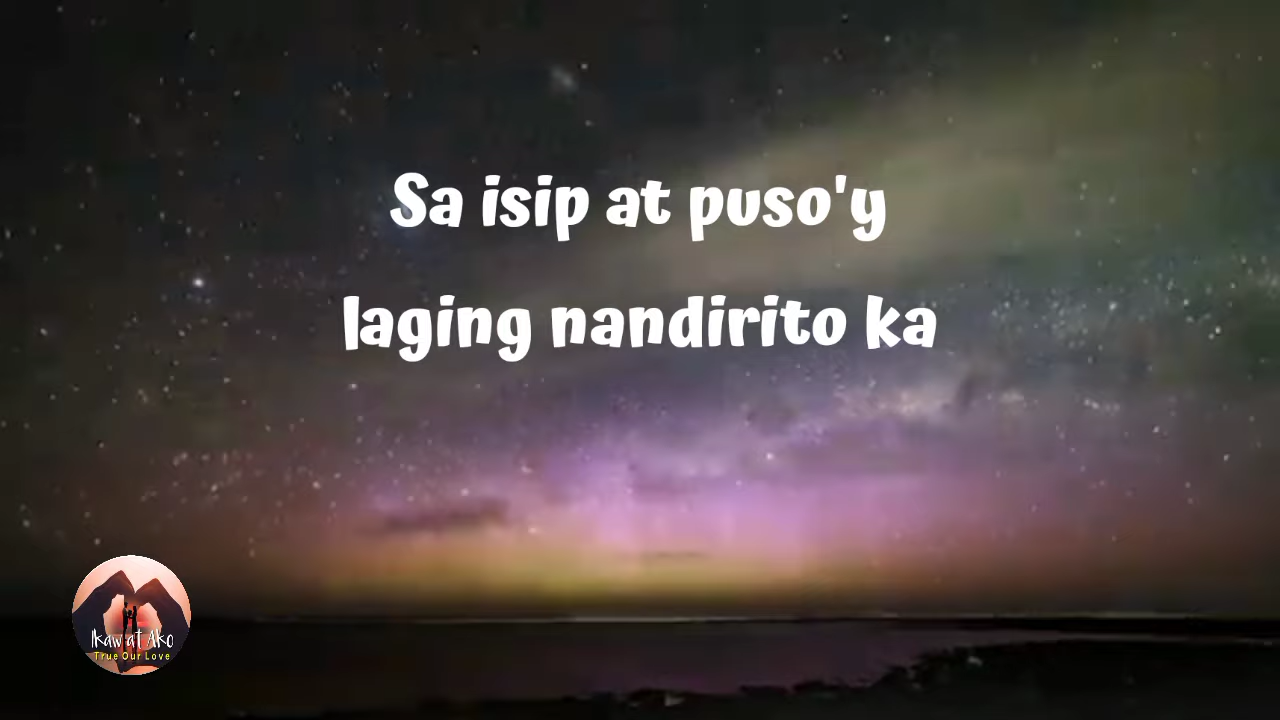 Sa isip at puso'y
laging nandirito ka
Ikaw at Ako
True Our Love